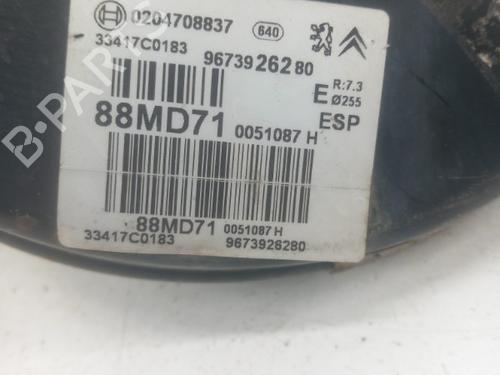 0204708837 640
33417C0183
9673926280
E R:7.3
Ø255
88MD71 0051087 H ESP
88MD71 0051087 H
33417C0183 9673926280
B-PARTS